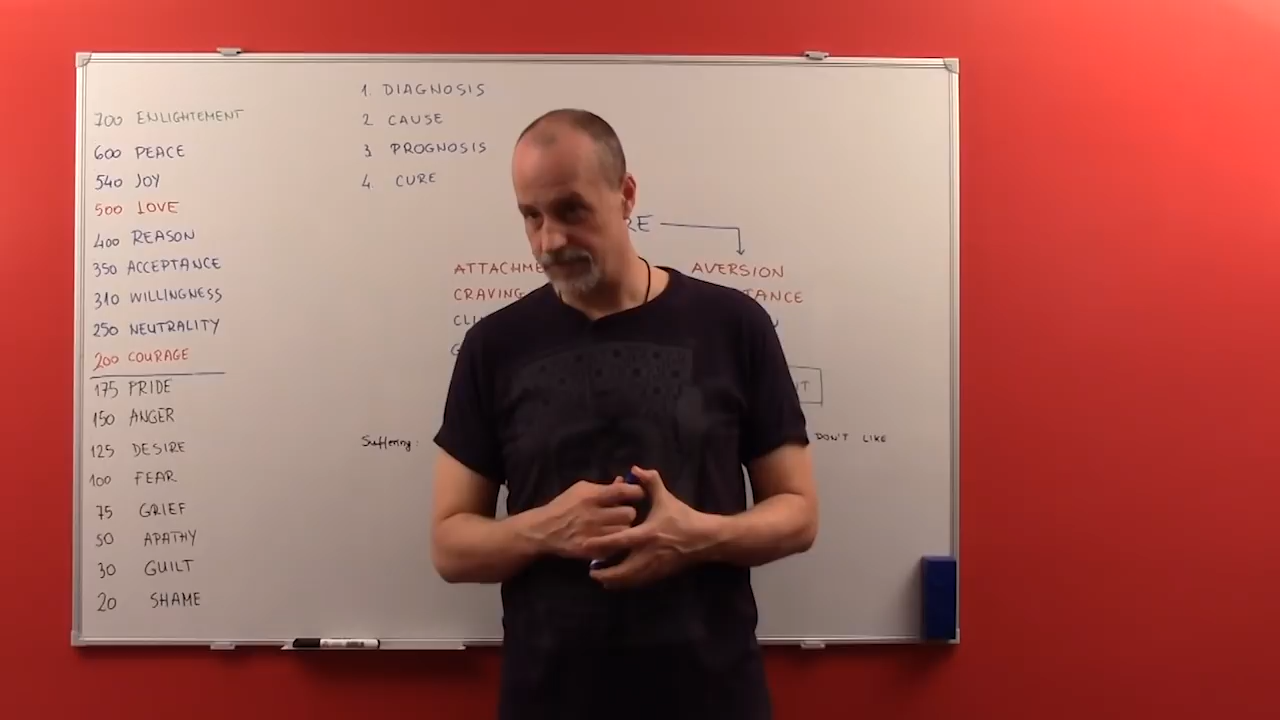 700 ENLIGHTEMENT
600 PEACE
540 JOY
500 LOVE
400 REASON
350 ACCEPTANCE
310 WILLINGNESS
250 NEUTRALITY
200 COURAGE
175 PRIDE
150 ANGER
125 DESIRE
100 FEAR
75 GRIEF
50 APATHY
30 GUILT
20 SHAME
1. DIAGNOSIS
2 CAUSE
3 PROGNOSIS
4. CURE
AVERSION
CRAVING
Suffering:
DON'T LIKE